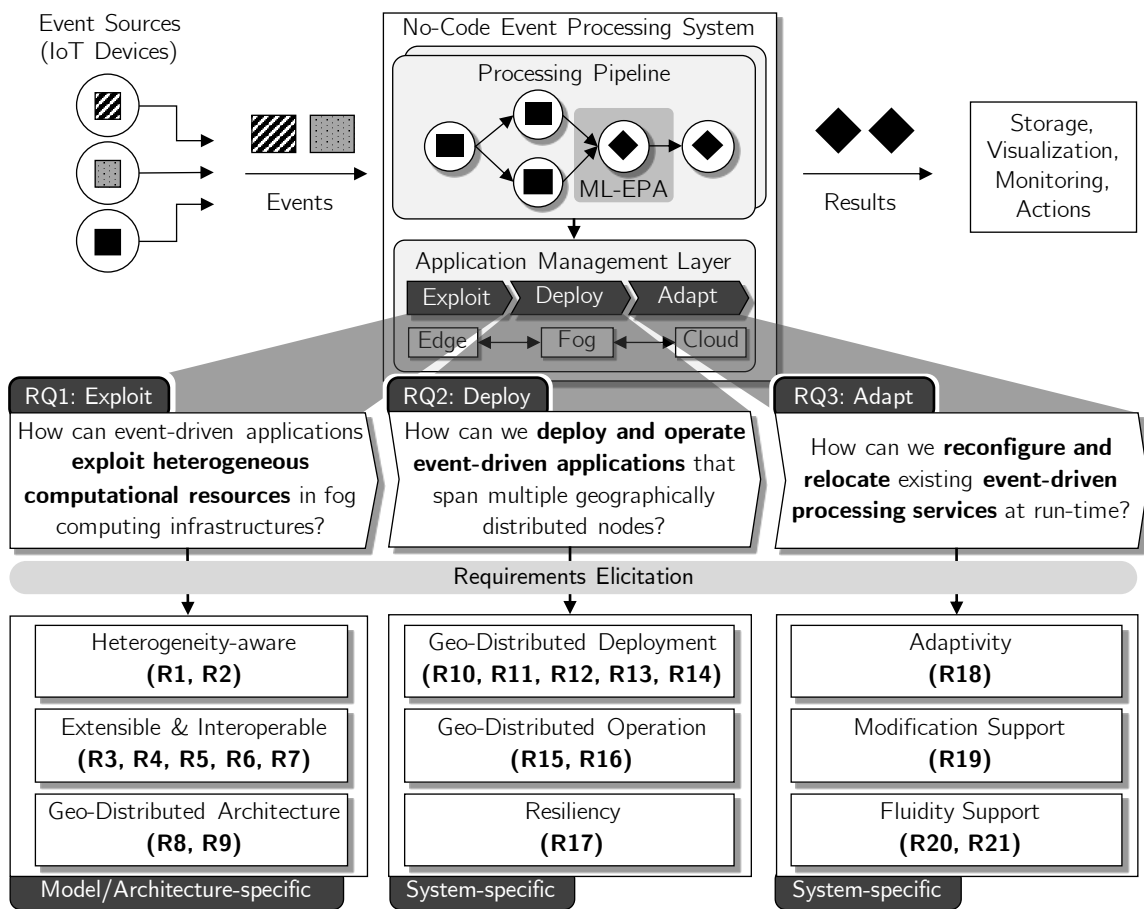 Event Sources
(IoT Devices)
Events
No-Code Event Processing System
Processing Pipeline
ML-EPA
Application Management Layer
Exploit
Deploy
Adapt
Edge
Fog
Cloud
Results
Storage,
Visualization,
Monitoring,
Actions
RQ1: Exploit
How can event-driven applications
exploit heterogeneous
computational resources in fog
computing infrastructures?
RQ2: Deploy
How can we deploy and operate
event-driven applications that
span multiple geographically
distributed nodes?
RQ3: Adapt
How can we reconfigure and
relocate existing event-driven
processing services at run-time?
Requirements Elicitation
Heterogeneity-aware
(R1, R2)
Extensible & Interoperable
(R3, R4, R5, R6, R7)
Geo-Distributed Architecture
(R8, R9)
Model/Architecture-specific
Geo-Distributed Deployment
(R10, R11, R12, R13, R14)
Geo-Distributed Operation
(R15, R16)
Resiliency
(R17)
System-specific
Adaptivity
(R18)
Modification Support
(R19)
Fluidity Support
(R20, R21)
System-specific